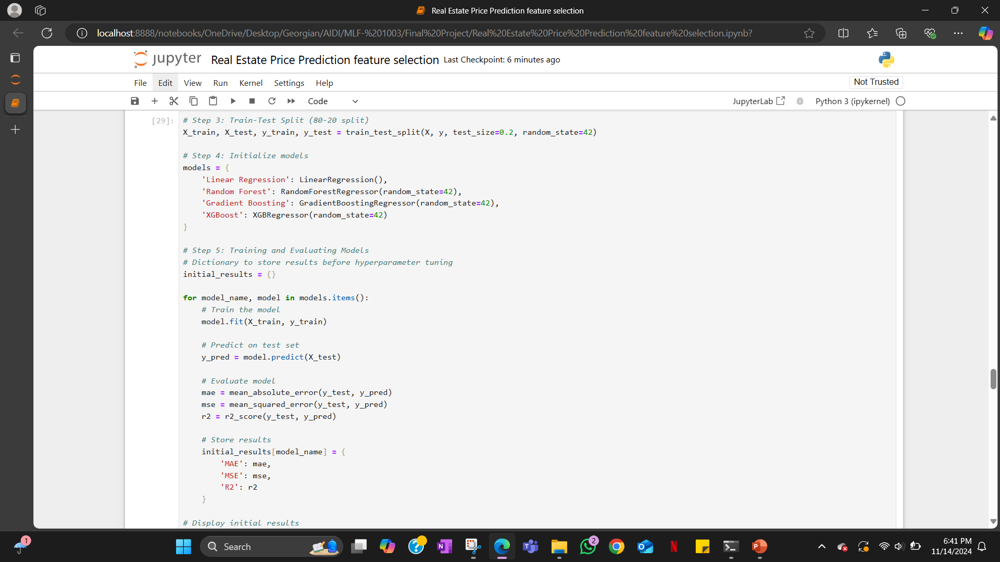 Real Estate Price Prediction feature selection
localhost:8888/notebooks/OneDrive/Desktop/Georgian/AIDI/MLF-%201003/Final%20Project/Real%20Estate%20Price%20Prediction%20feature%20selection.ipynb?
jupyter Real Estate Price Prediction feature selection Last Checkpoint: 6 minutes ago
File Edit View Run Kernel Settings Help Not Trusted
Code JupyterLab Python 3 (ipykernel)
[29]: # Step 3: Train-Test Split (80-20 split)
X_train, X_test, y_train, y_test = train_test_split(X, y, test_size=0.2, random_state=42)
# Step 4: Initialize models
models = {
'Linear Regression': LinearRegression(),
'Random Forest': RandomForestRegressor(random_state=42),
'Gradient Boosting': GradientBoostingRegressor(random_state=42),
'XGBoost': XGBRegressor(random_state=42)
}
# Step 5: Training and Evaluating Models
# Dictionary to store results before hyperparameter tuning
initial_results = {}
for model_name, model in models.items():
# Train the model
model.fit(X_train, y_train)
# Predict on test set
y_pred = model.predict(X_test)
# Evaluate model
mae = mean_absolute_error(y_test, y_pred)
mse = mean_squared_error(y_test, y_pred)
r2 = r2_score(y_test, y_pred)
# Store results
initial_results[model_name] = {
'MAE': mae,
'MSE': mse,
'R2': r2
}
# Display initial results
1
Search
2
6:41 PM
11/14/2024